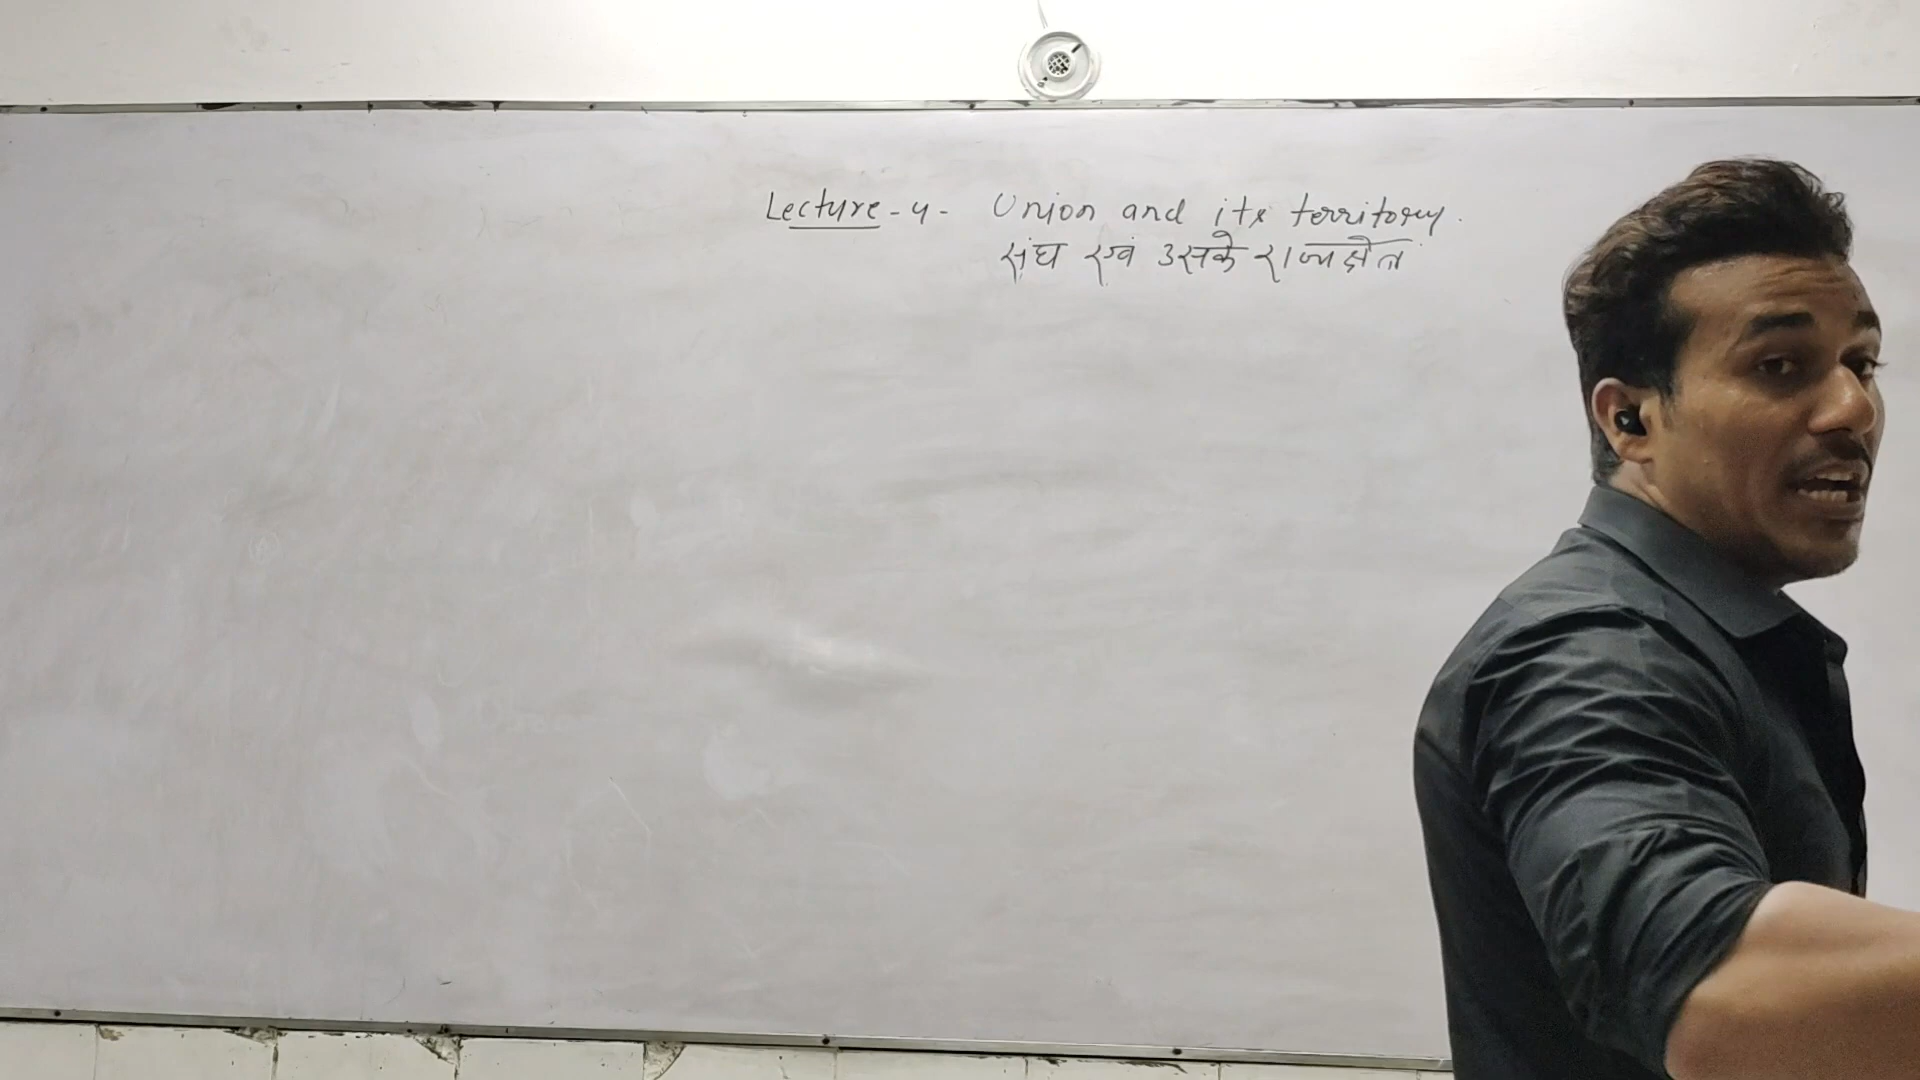 Lecture-4- Union and its territory.
संघ एवं उसके राज्यक्षेत्र